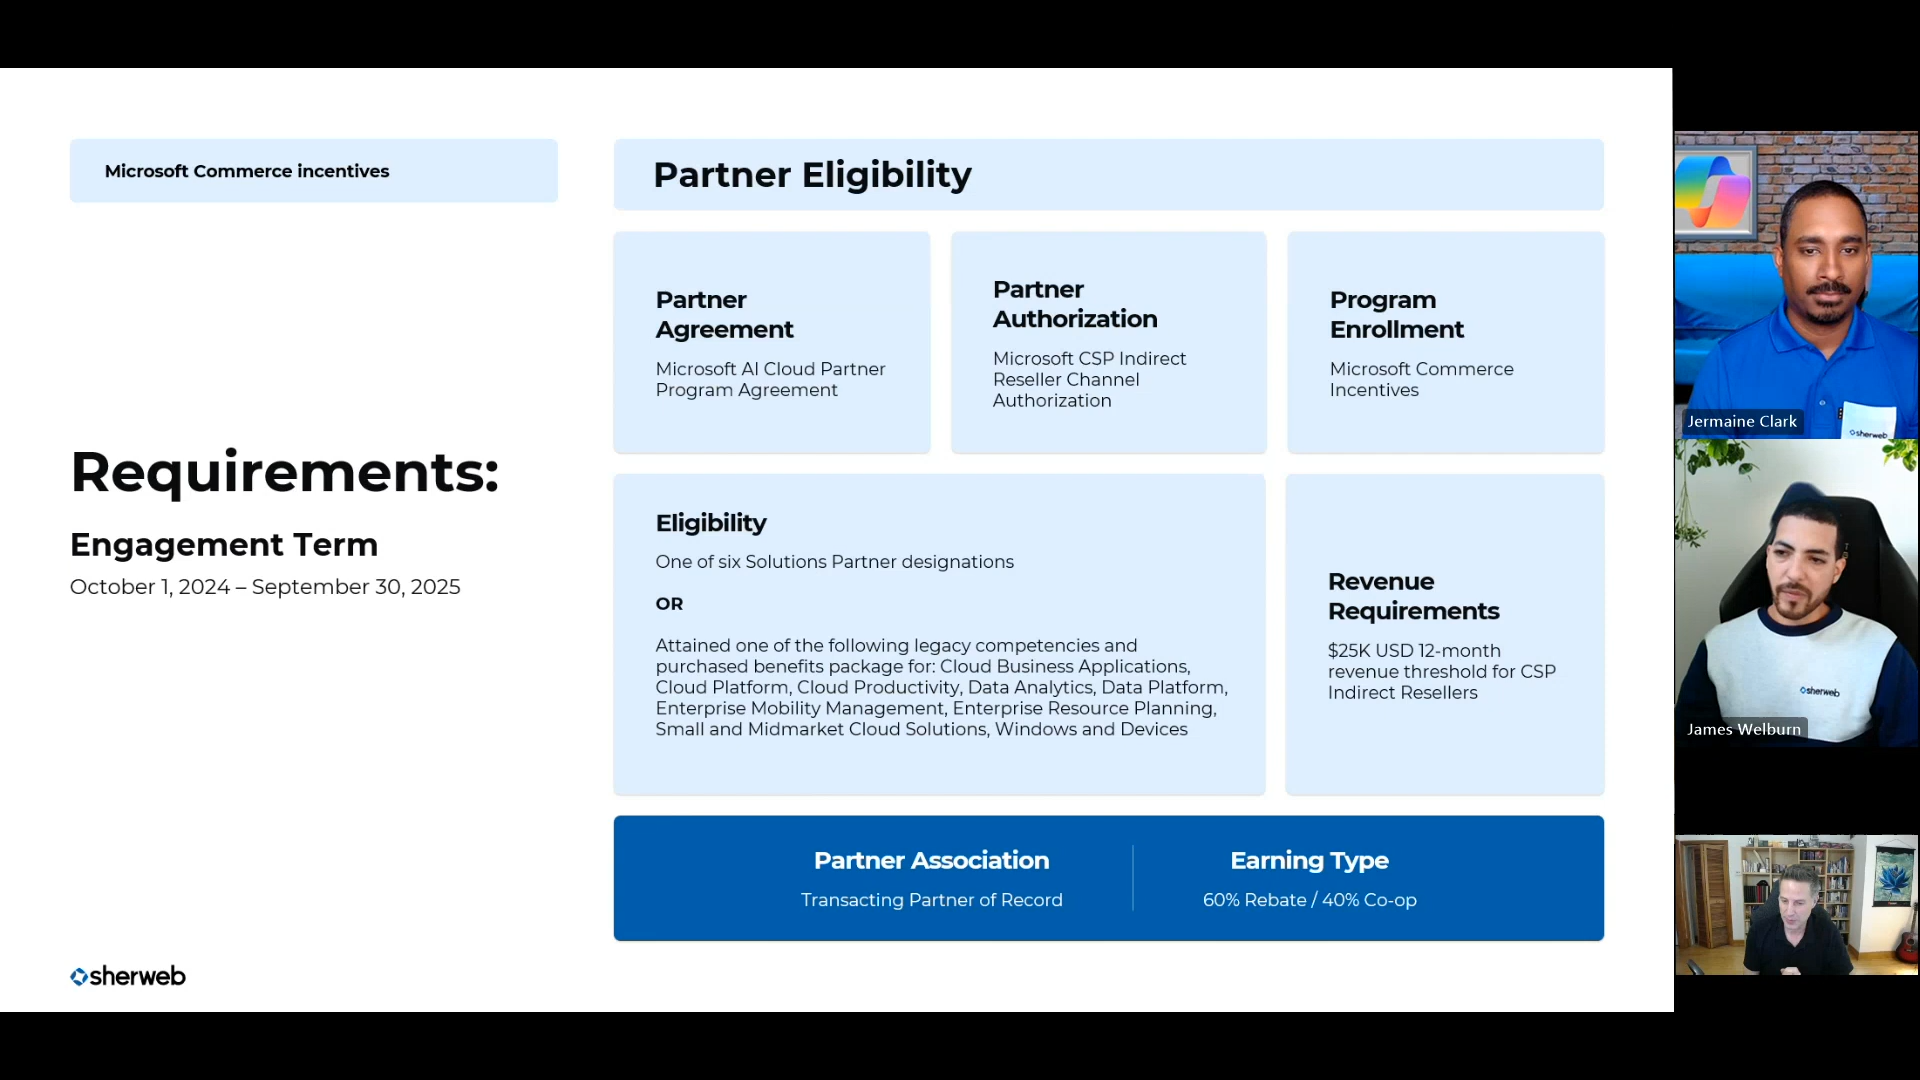 Microsoft Commerce incentives
Requirements:
Engagement Term
October 1, 2024 – September 30, 2025
sherweb
Partner Eligibility
Partner
Agreement
Microsoft AI Cloud Partner
Program Agreement
Partner
Authorization
Microsoft CSP Indirect
Reseller Channel
Authorization
Program
Enrollment
Microsoft Commerce
Incentives
Eligibility
One of six Solutions Partner designations
OR
Attained one of the following legacy competencies and
purchased benefits package for: Cloud Business Applications,
Cloud Platform, Cloud Productivity, Data Analytics, Data Platform,
Enterprise Mobility Management, Enterprise Resource Planning,
Small and Midmarket Cloud Solutions, Windows and Devices
Revenue
Requirements
$25K USD 12-month
revenue threshold for CSP
Indirect Resellers
Partner Association
Transacting Partner of Record
Earning Type
60% Rebate / 40% Co-op
sherweb
Jermaine Clark
sherweb
James Welburn